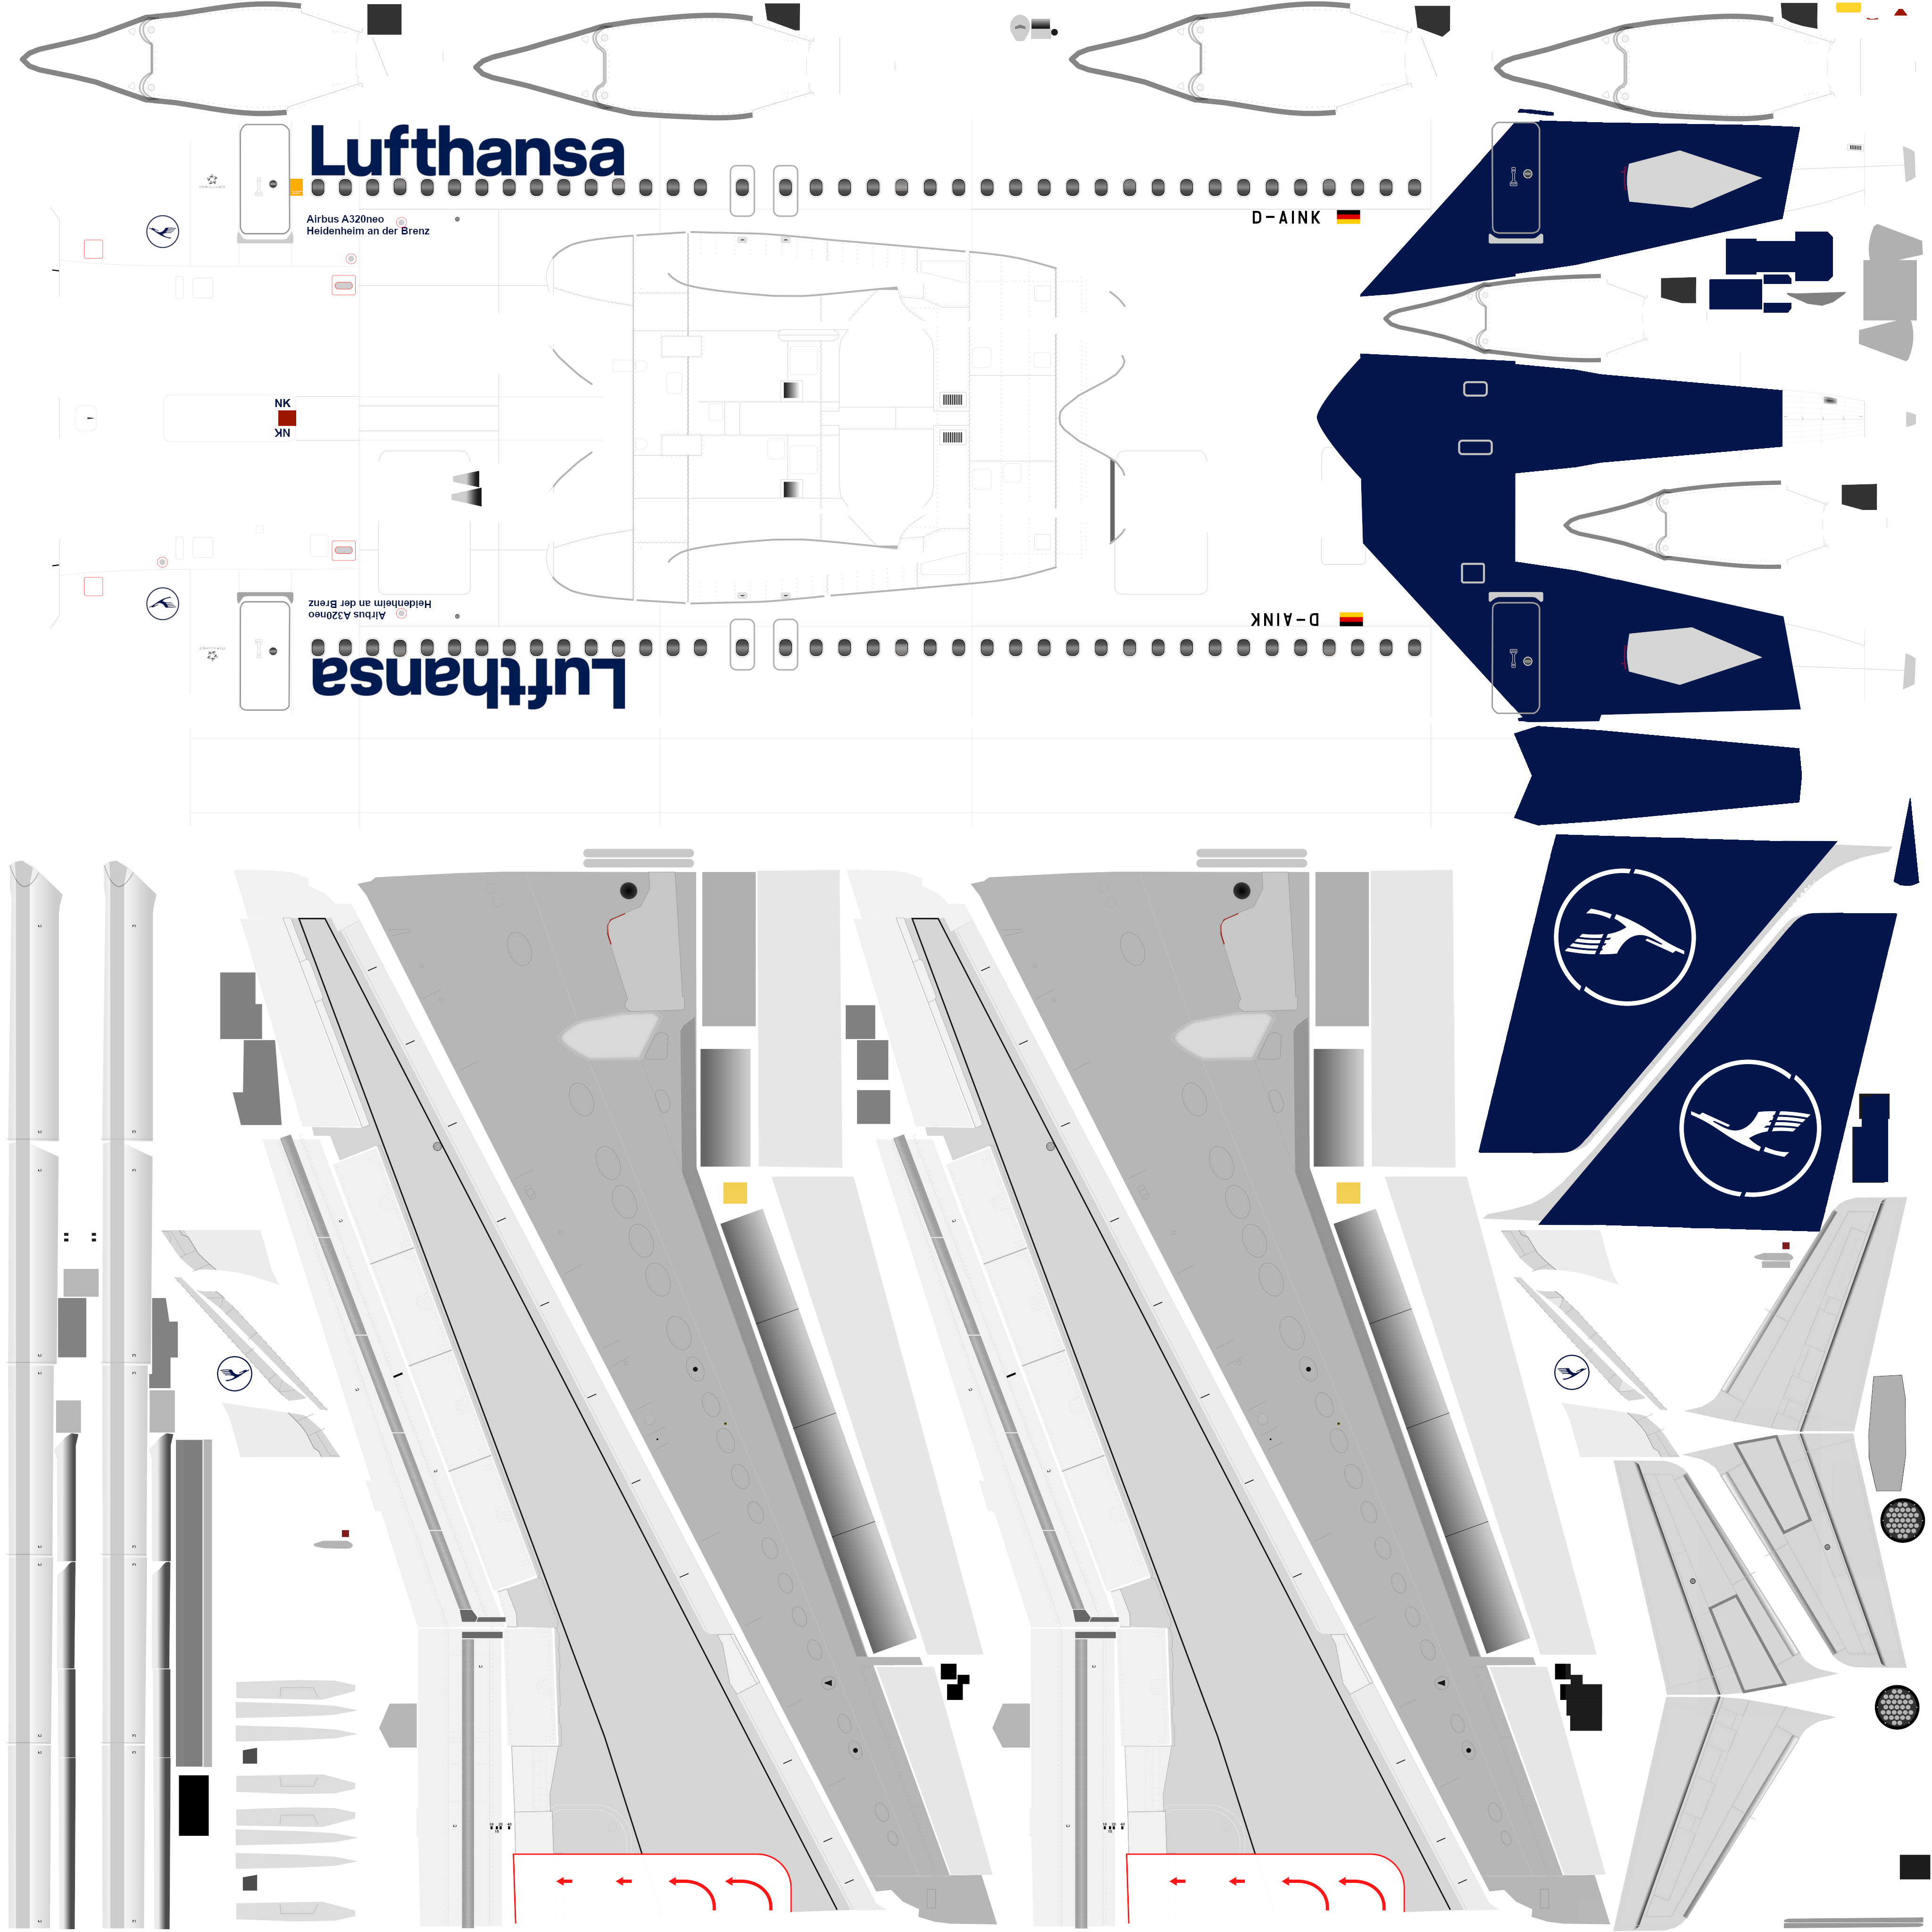 Lufthansa
Airbus A320neo
Heidenheim an der Brenz
D-AINK
NK
NK
Heidenheim an der Brenz
Airbus A320neo
D-AINK
Lufthansa